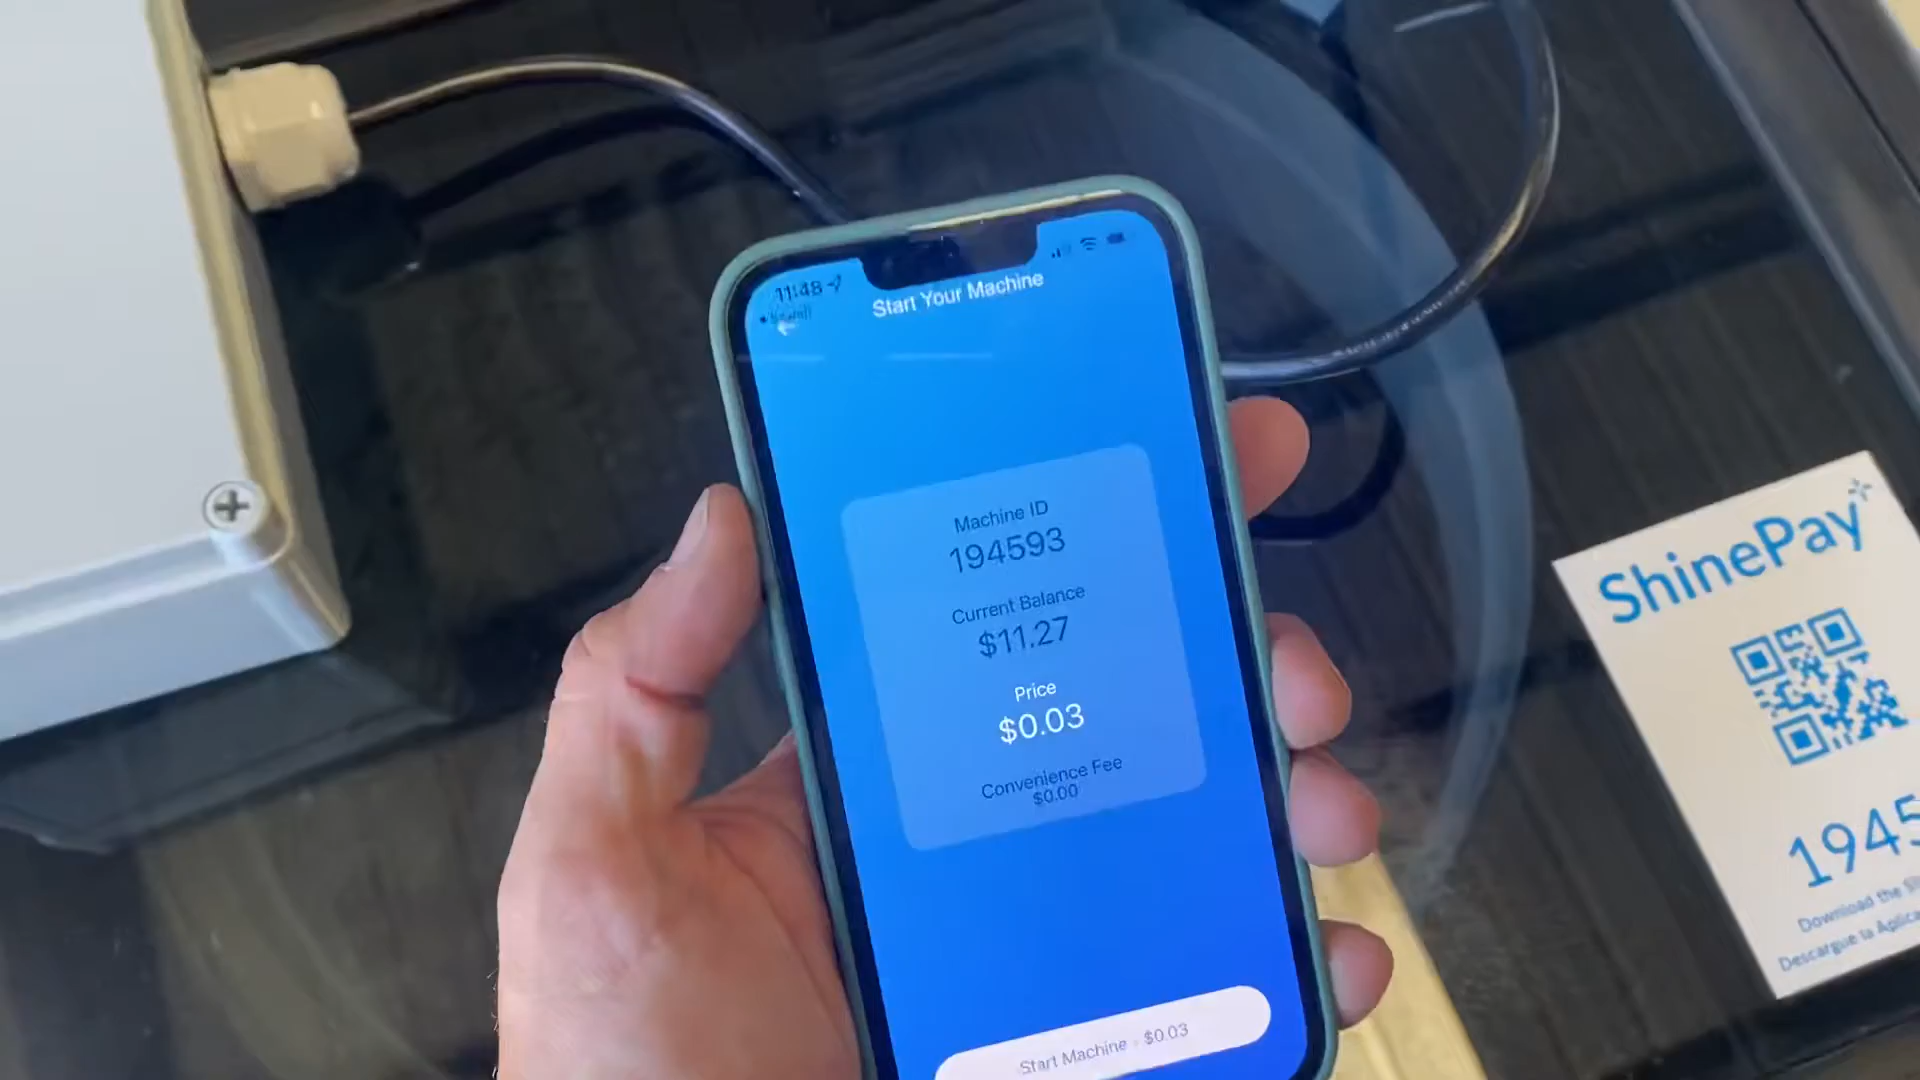 11:48
Start Your Machine
Machine ID
194593
Current Balance
$11.27
Price
$0.03
Convenience Fee
$0.00
Start Machine - $0.03
ShinePay
1945
Download the
Descargue la